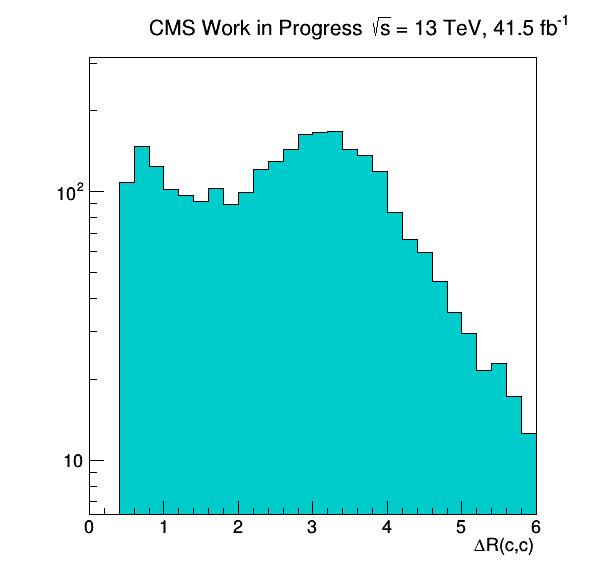 CMS Work in Progress √s = 13 TeV, 41.5 fb⁻¹
10²
10
0 1 2 3 4 5 6
ΔR(c,c)